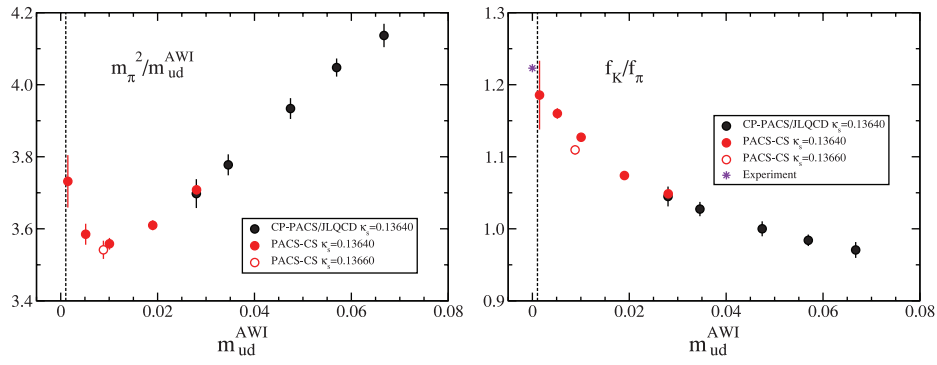 4.2
4.0
3.8
3.6
3.4
m_π^2/m_ud^AWI
CP-PACS/JLQCD κ_s=0.13640
PACS-CS κ_s=0.13640
PACS-CS κ_s=0.13660
0 0.02 0.04 0.06 0.08
m_ud^AWI
1.3
1.2
1.1
1.0
0.9
f_K/f_π
CP-PACS/JLQCD κ_s=0.13640
PACS-CS κ_s=0.13640
PACS-CS κ_s=0.13660
Experiment
0 0.02 0.04 0.06 0.08
m_ud^AWI